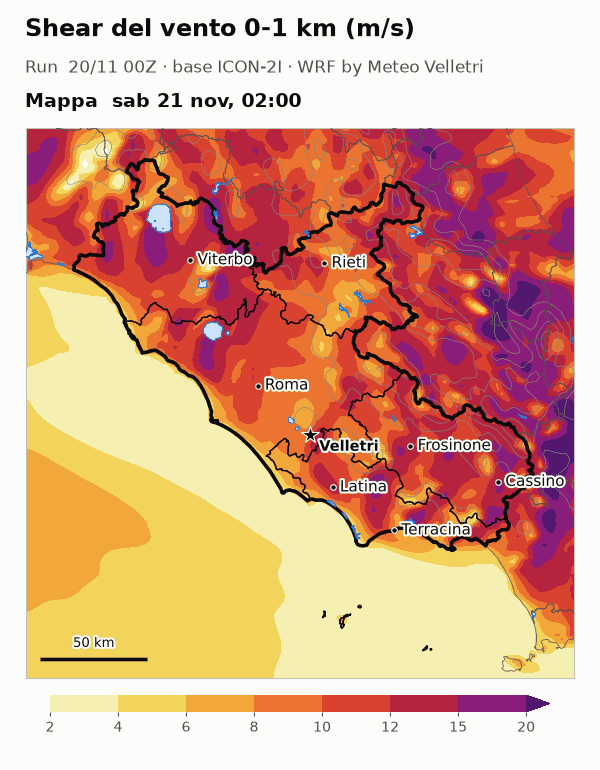 Shear del vento 0-1 km (m/s)
Run  20/11 00Z · base ICON-2I · WRF by Meteo Velletri
Mappa  sab 21 nov, 02:00
Viterbo
Rieti
Roma
Velletri
Frosinone
Latina
Cassino
Terracina
50 km
2 4 6 8 10 12 15 20